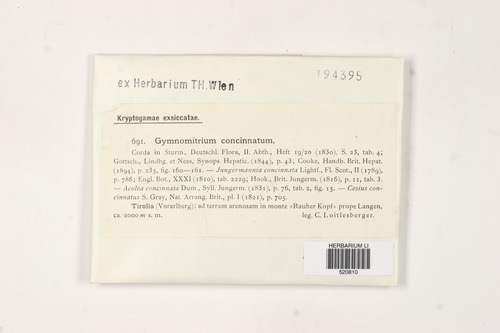 ex Herbarium TH.Wien
194395
Kryptogamae exsiccatae.
691. Gymnomitrium concinnatum.
Corda in Sturm, Deutschl. Flora, II. Abth., Heft 19/20 (1830), S. 23, tab. 4;
Gottsch., Lindbg. et Nees, Synops. Hepatic. (1844), p. 43; Cooke, Handb. Brit. Hepat.
(1894), p. 235, fig. 160—161. — Jungermannia concinnata Lightf., Fl. Scot., II (1789),
p. 786; Engl. Bot., XXXI (1810), tab. 2229; Hook., Brit. Jungerm. (1816), p. 11, tab. 3.
— Acolea concinnata Dum., Syll. Jungerm. (1831), p. 76, tab. 2, fig. 15. — Cesius con-
cinnatus S. Gray, Nat. Arrang. Brit., pl. I (1821), p. 705.
Tirolia (Vorarlberg): ad terram arenosam in monte »Rauher Kopf« prope Langen,
ca. 2000 m s. m. leg. C. Loitlesberger.
HERBARIUM LI
520810